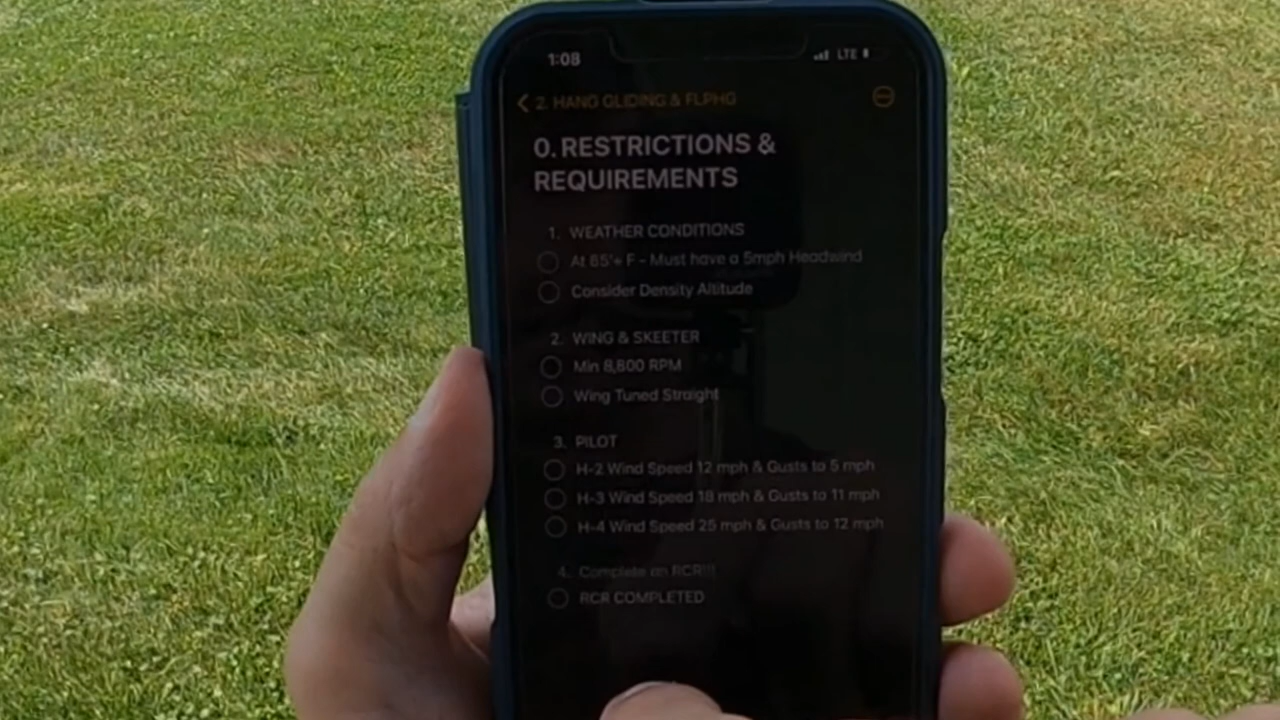 1:08
LTE
2. HANG GLIDING & FLPHG
0. RESTRICTIONS &
REQUIREMENTS
1. WEATHER CONDITIONS
At 85'+ F - Must have a 5mph Headwind
Consider Density Altitude
2. WING & SKEETER
Min 8,800 RPM
Wing Tuned Straight
3. PILOT
H-2 Wind Speed 12 mph & Gusts to 5 mph
H-3 Wind Speed 18 mph & Gusts to 11 mph
H-4 Wind Speed 25 mph & Gusts to 12 mph
4. Complete an RCR!!!
RCR COMPLETED